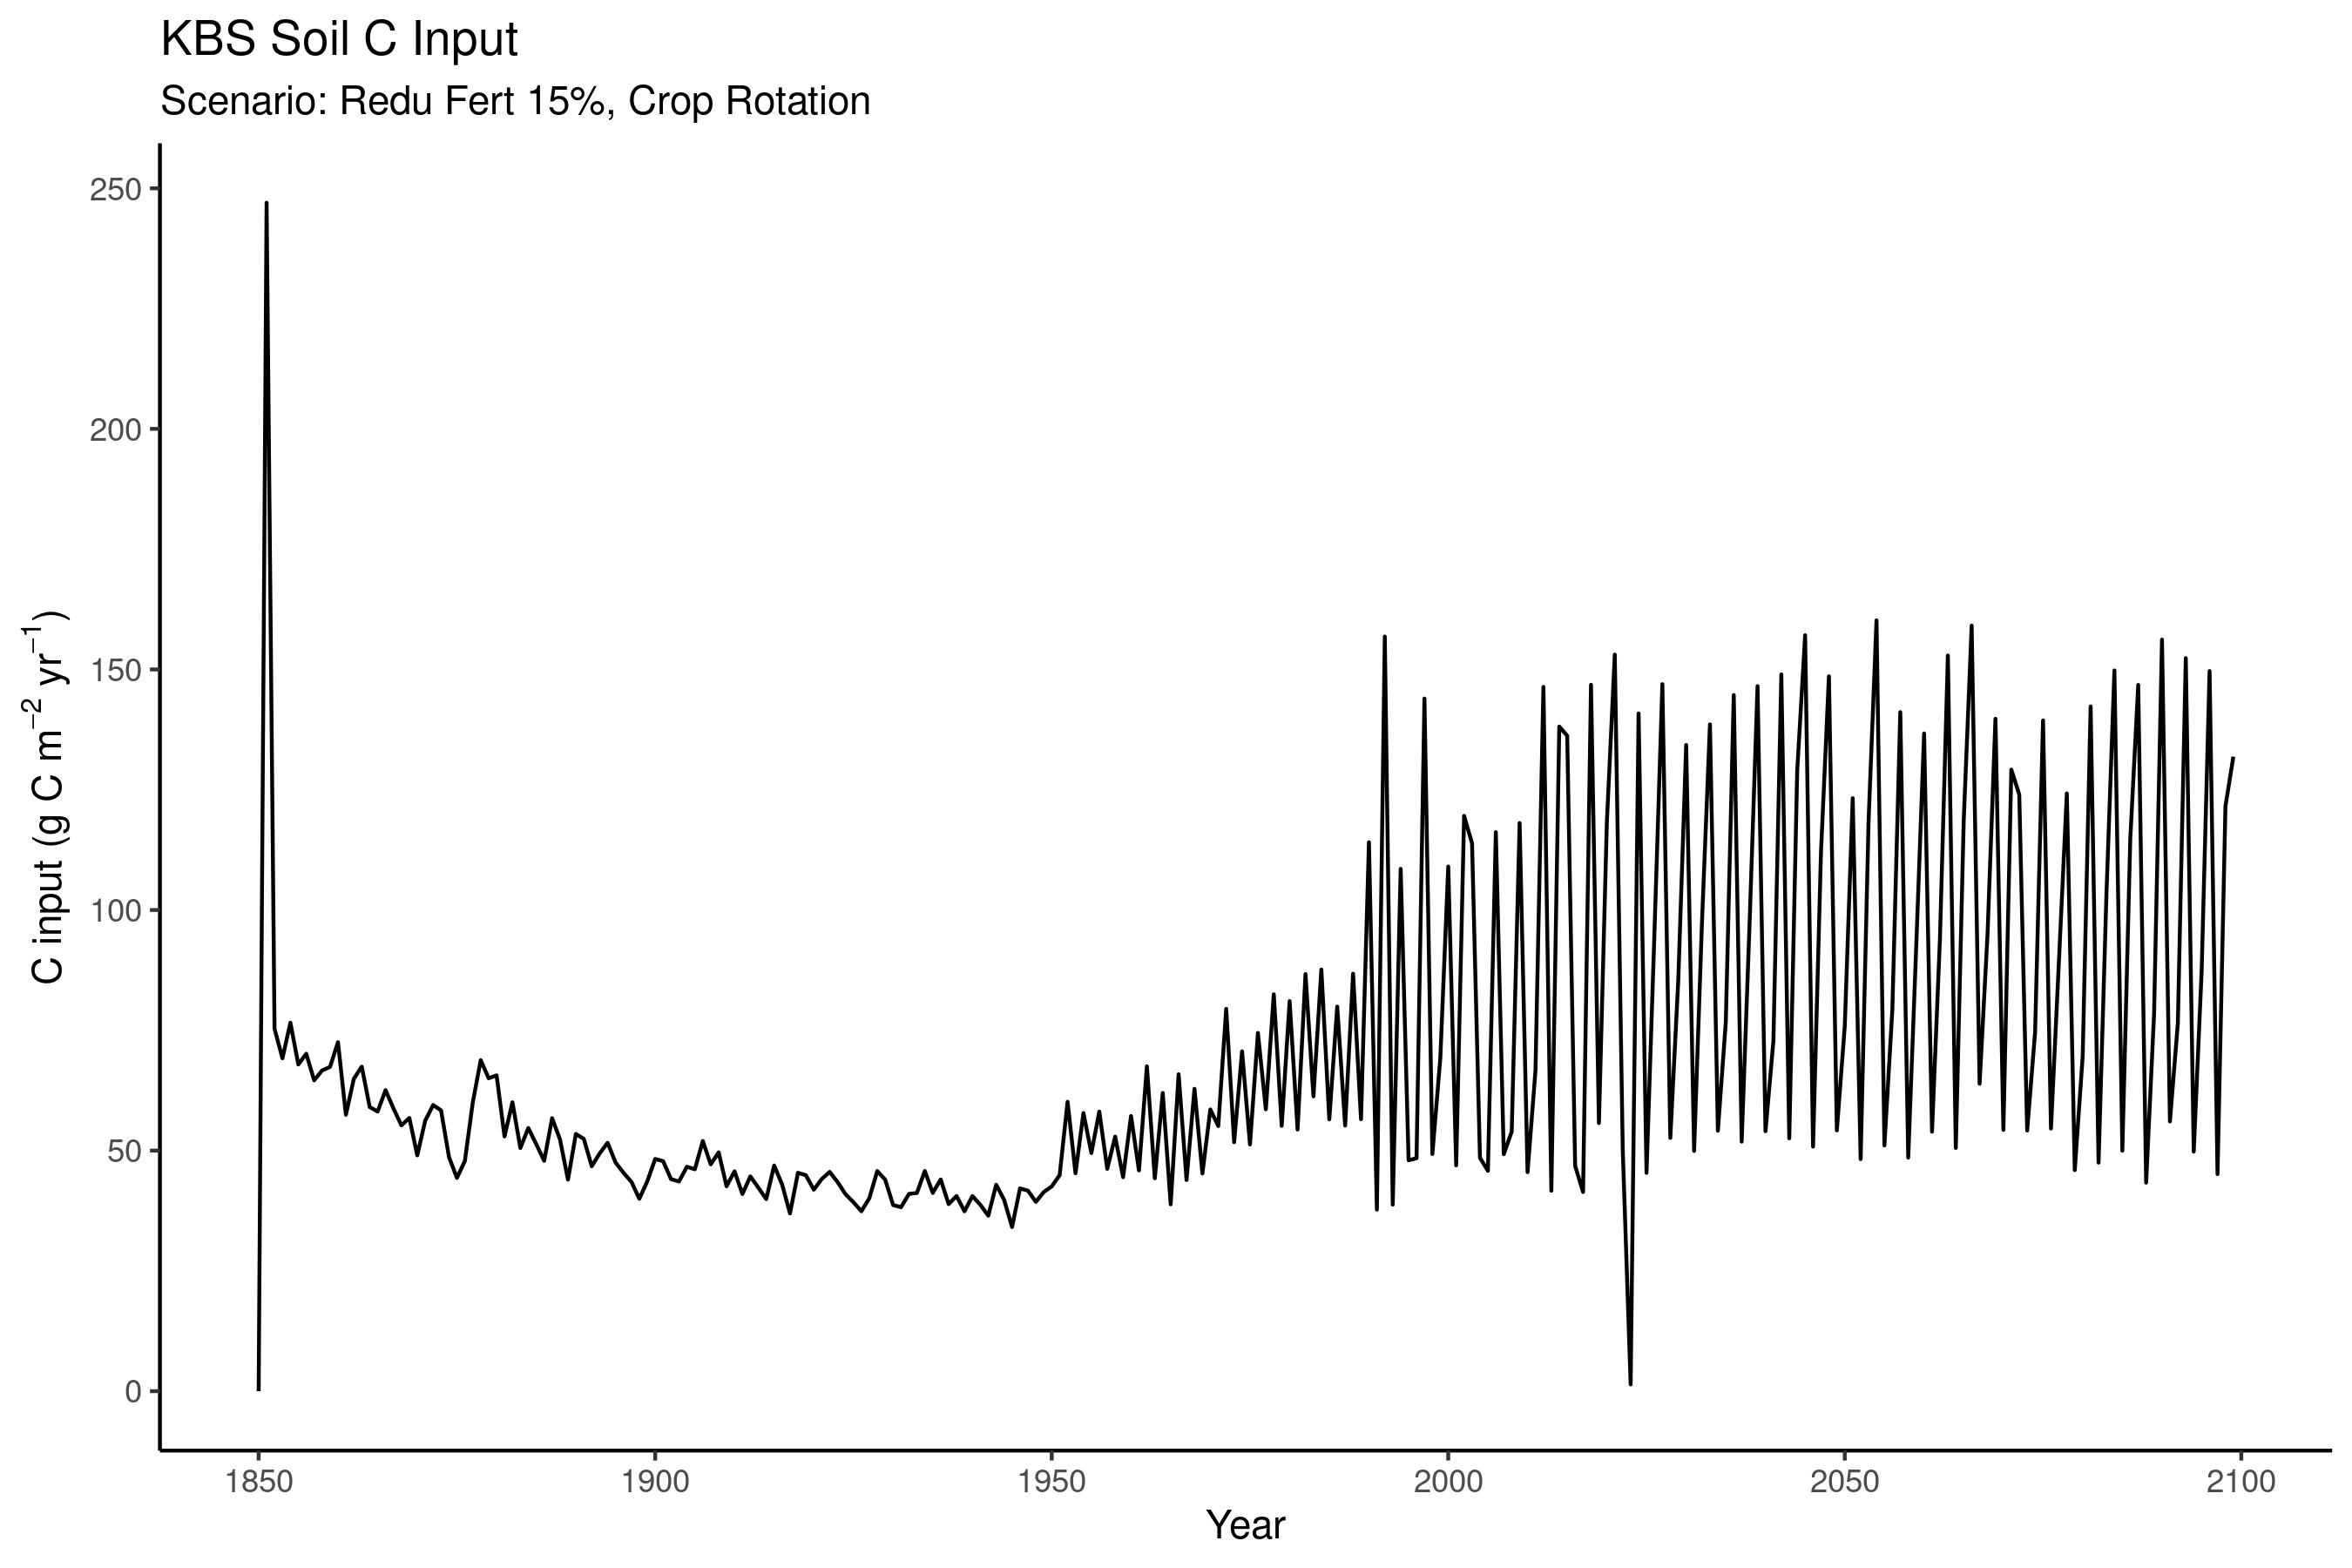 KBS Soil C Input
Scenario: Redu Fert 15%, Crop Rotation
C input (g C m−2 yr−1)
250
200
150
100
50
0
1850 1900 1950 2000 2050 2100
Year